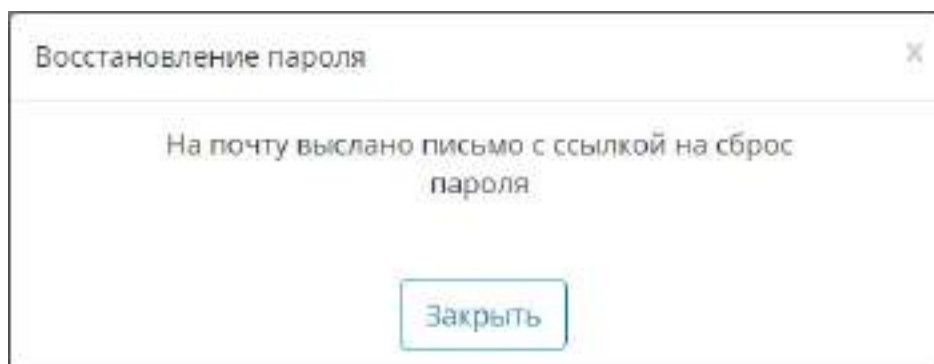 Восстановление пароля
На почту выслано письмо с ссылкой на сброс
пароля
Закрыть